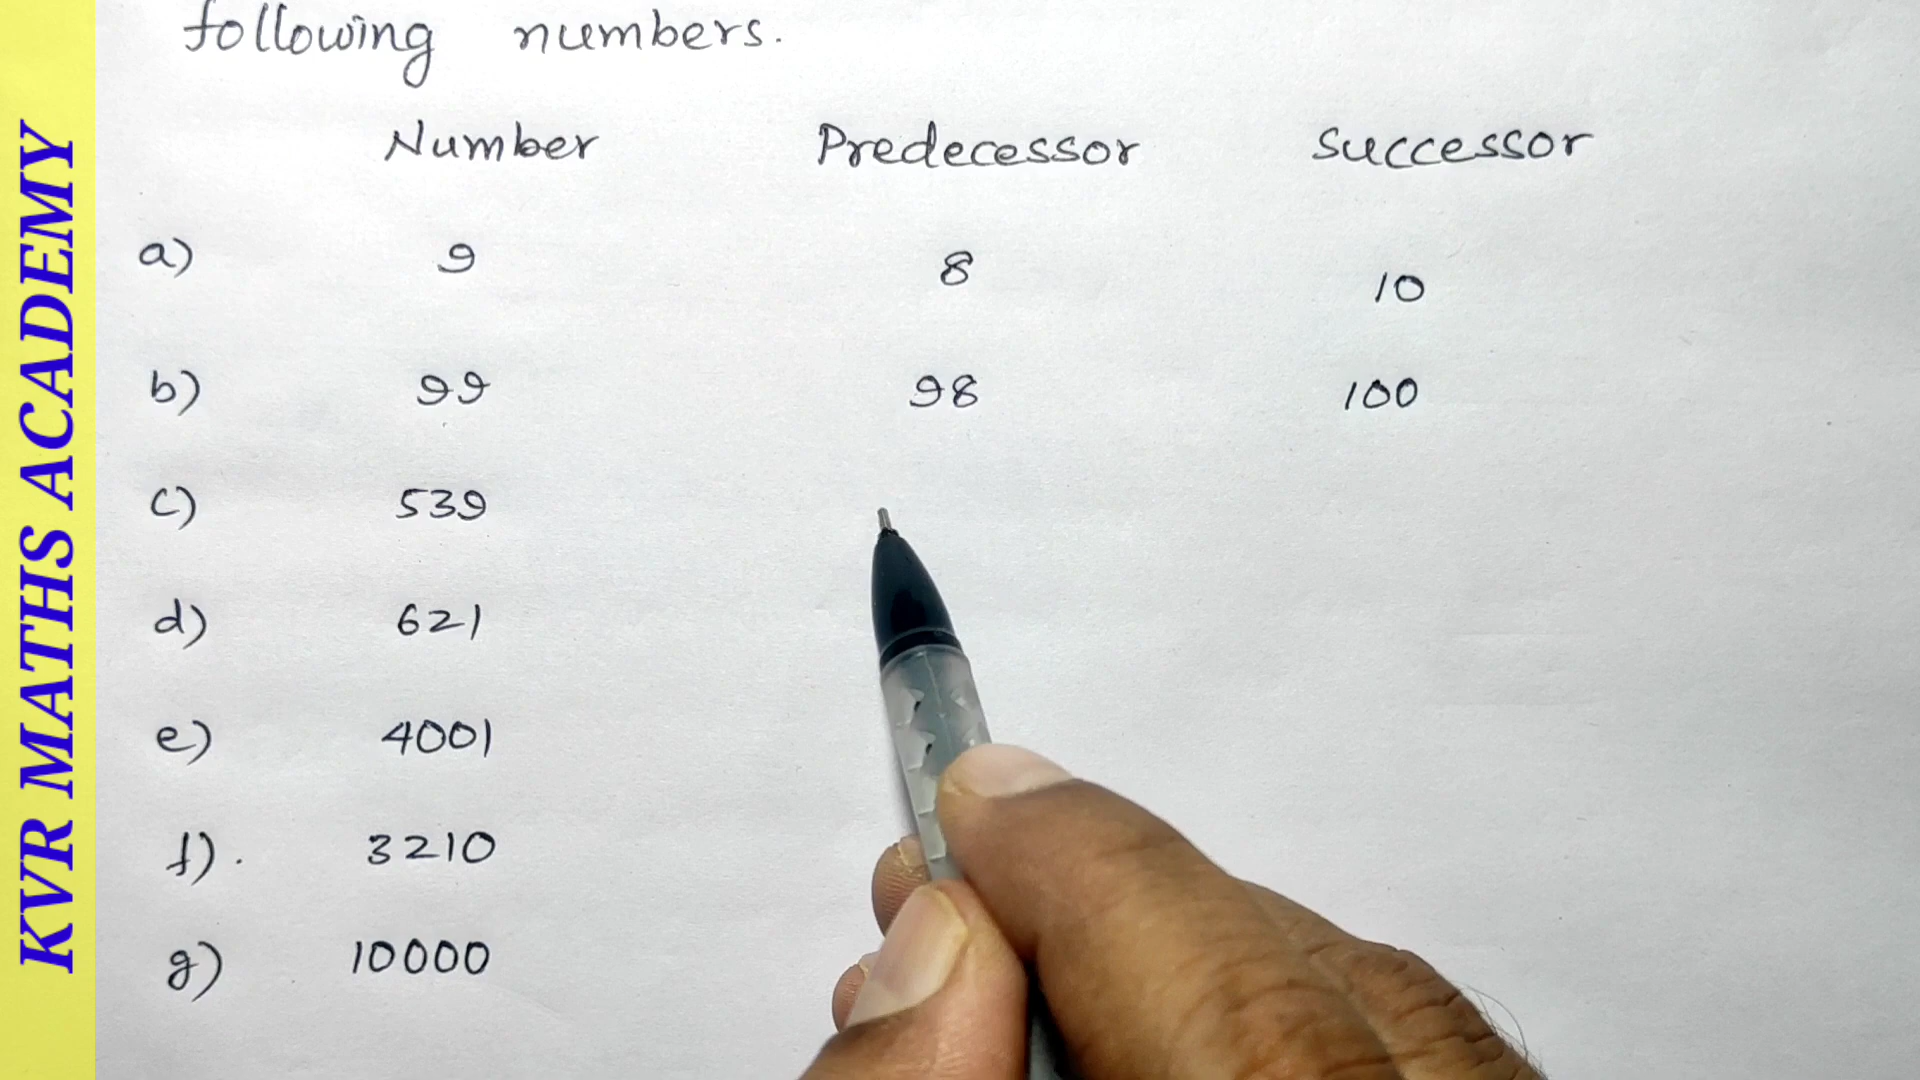 KVR MATHS ACADEMY
following numbers.
Number Predecessor Successor
a) 9 8 10
b) 99 98 100
c) 539
d) 621
e) 4001
f). 3210
g) 10000